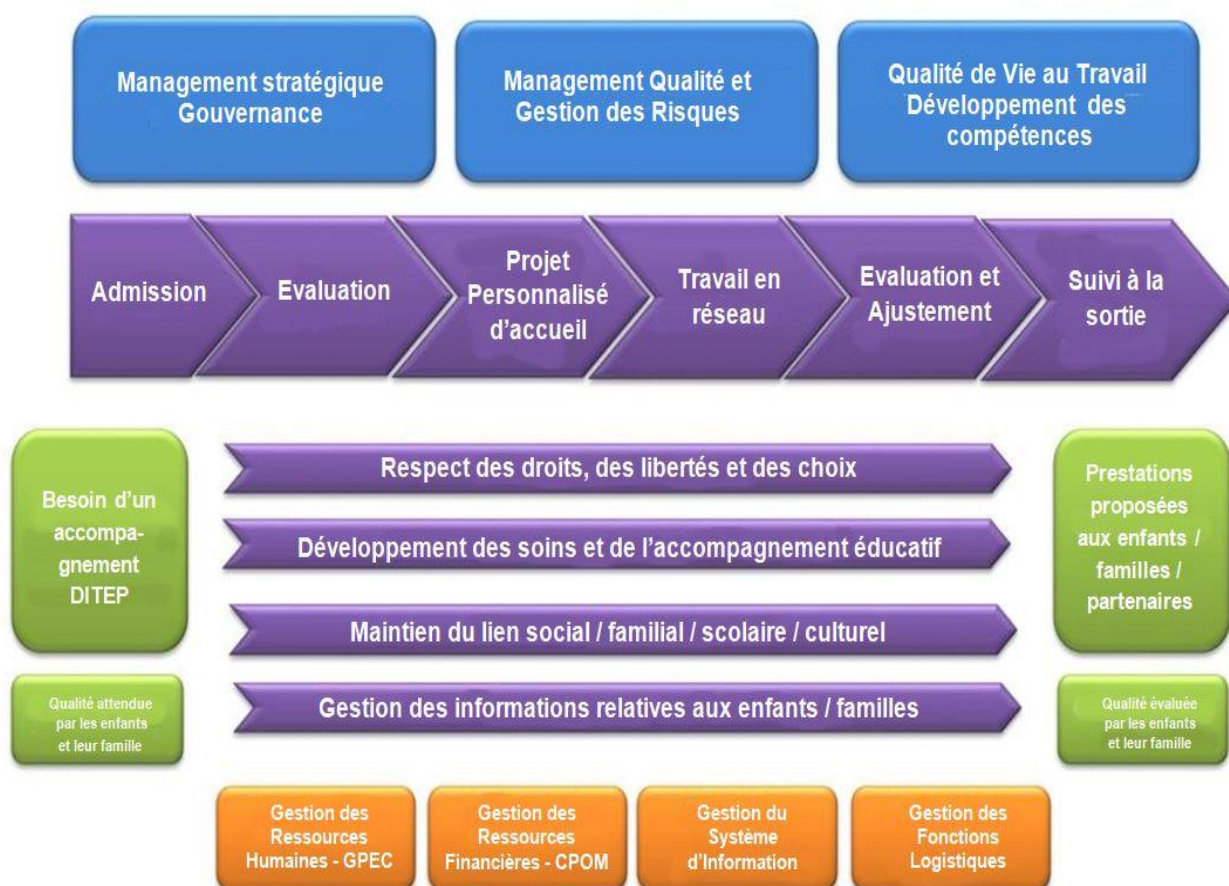 Management stratégique
Gouvernance
Management Qualité et
Gestion des Risques
Qualité de Vie au Travail
Développement des
compétences
Admission
Evaluation
Projet
Personnalisé
d'accueil
Travail en
réseau
Evaluation et
Ajustement
Suivi à la
sortie
Besoin d'un
accompa-
gnement
DITEP
Respect des droits, des libertés et des choix
Développement des soins et de l'accompagnement éducatif
Maintien du lien social / familial / scolaire / culturel
Gestion des informations relatives aux enfants / familles
Prestations
proposées
aux enfants /
familles /
partenaires
Qualité attendue
par les enfants
et leur famille
Qualité évaluée
par les enfants
et leur famille
Gestion des
Ressources
Humaines - GPEC
Gestion des
Ressources
Financières - CPOM
Gestion du
Système
d'Information
Gestion des
Fonctions
Logistiques